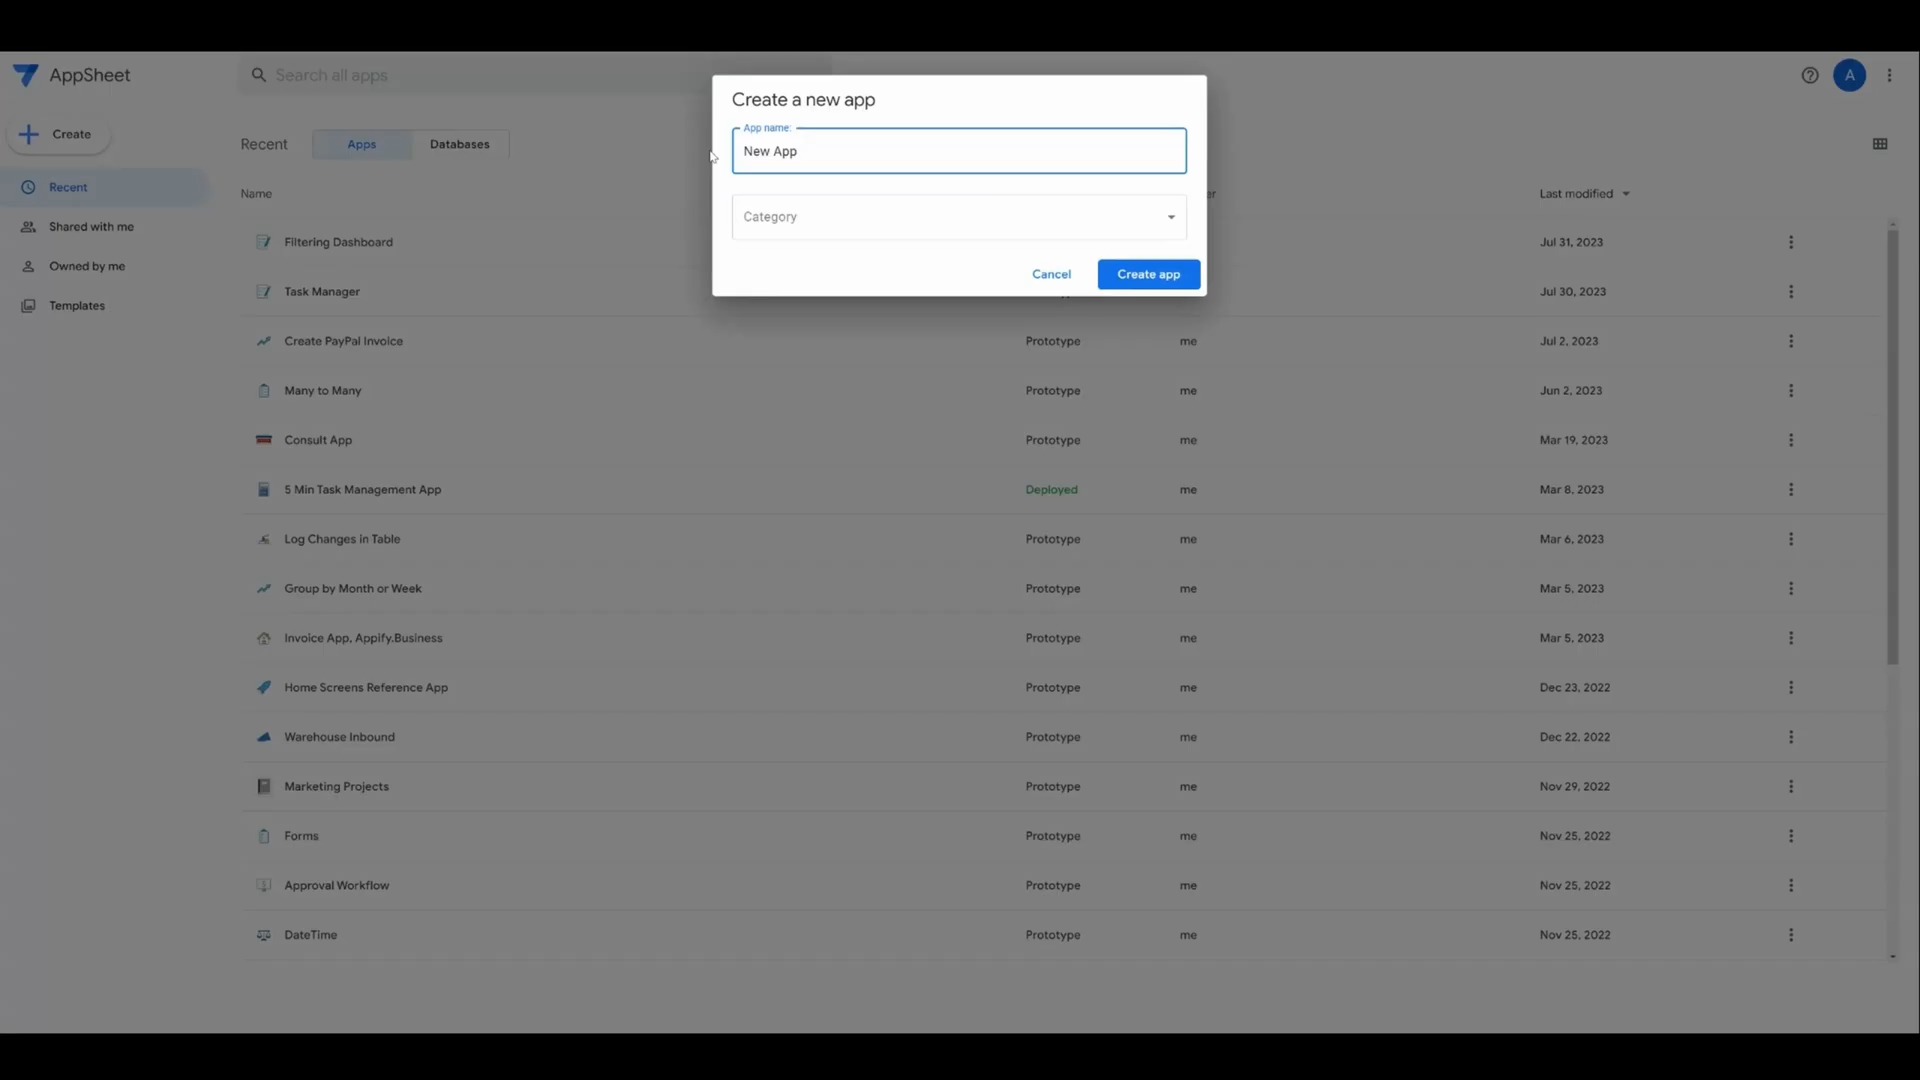 AppSheet
Search all apps
A
Create a new app
App name:
New App
Category
Cancel
Create app
Create
Recent
Shared with me
Owned by me
Templates
Recent Apps Databases
Name er Last modified
Filtering Dashboard Jul 31, 2023
Task Manager Jul 30, 2023
Create PayPal Invoice Prototype me Jul 2, 2023
Many to Many Prototype me Jun 2, 2023
Consult App Prototype me Mar 19, 2023
5 Min Task Management App Deployed me Mar 8, 2023
Log Changes in Table Prototype me Mar 6, 2023
Group by Month or Week Prototype me Mar 5, 2023
Invoice App, Appify.Business Prototype me Mar 5, 2023
Home Screens Reference App Prototype me Dec 23, 2022
Warehouse Inbound Prototype me Dec 22, 2022
Marketing Projects Prototype me Nov 29, 2022
Forms Prototype me Nov 25, 2022
Approval Workflow Prototype me Nov 25, 2022
DateTime Prototype me Nov 25, 2022